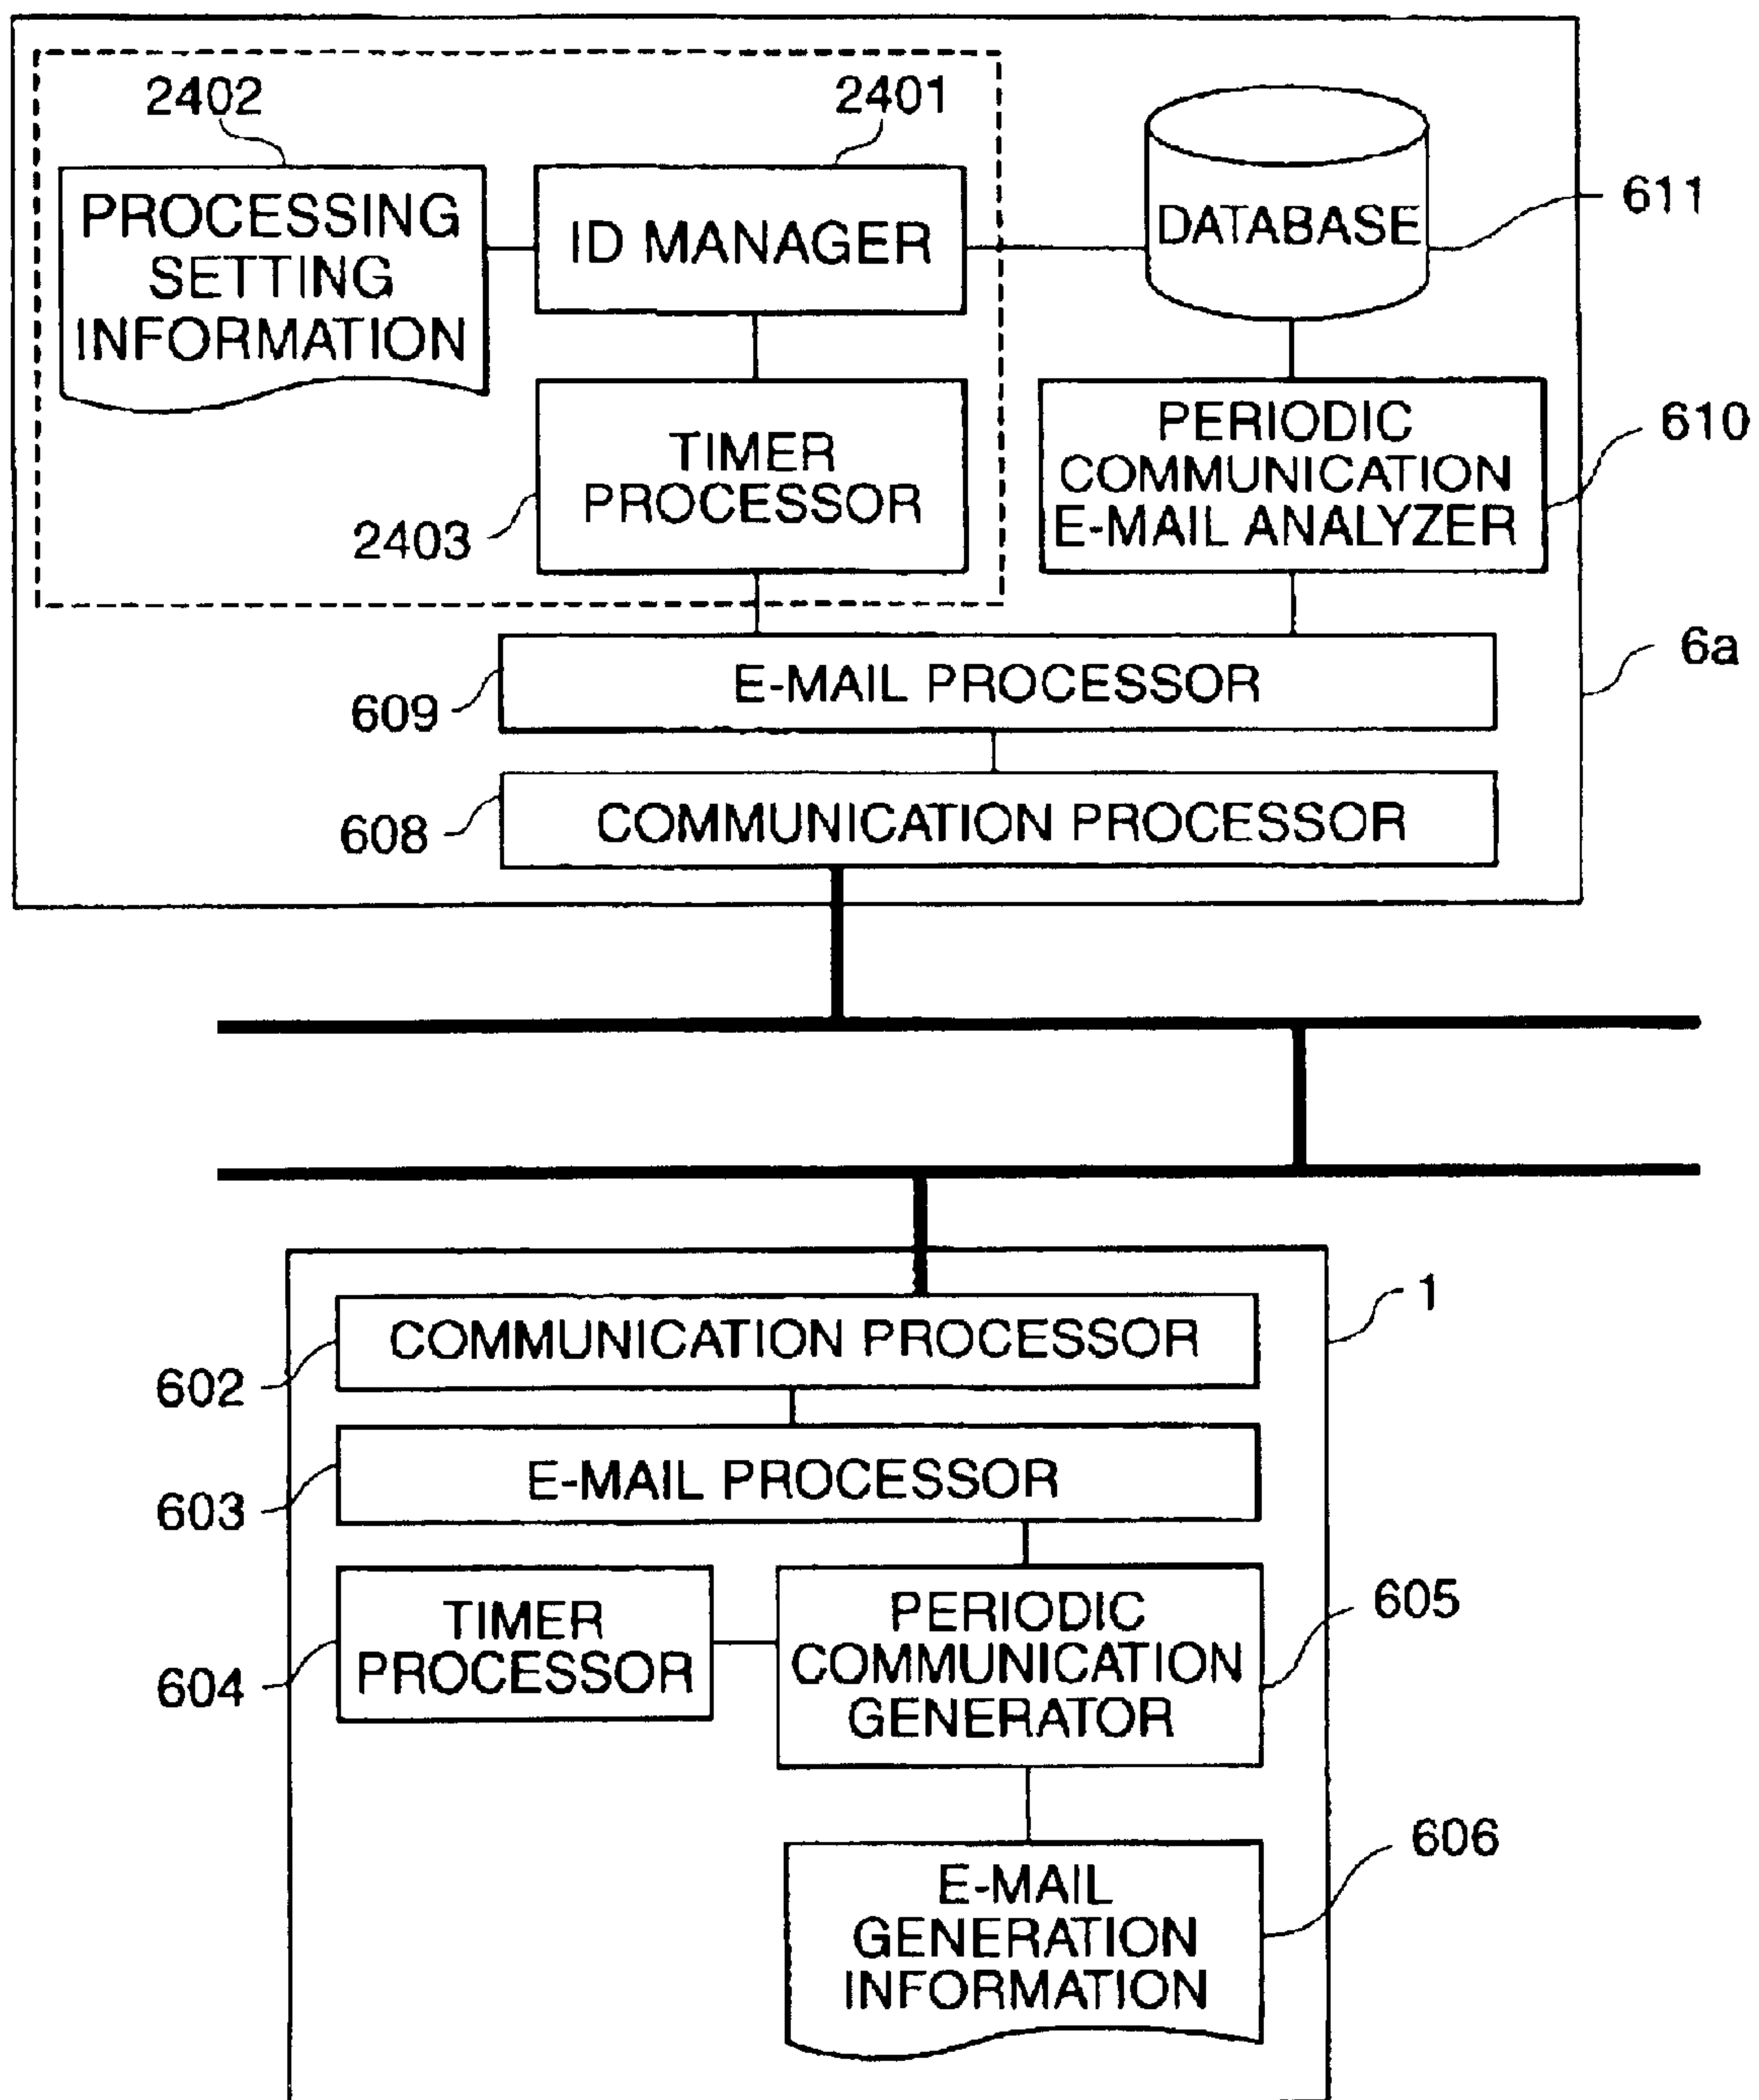 2402
2401
PROCESSING
SETTING
INFORMATION
ID MANAGER
DATABASE
611
TIMER
PROCESSOR
2403
PERIODIC
COMMUNICATION
E-MAIL ANALYZER
610
6a
E-MAIL PROCESSOR
609
COMMUNICATION PROCESSOR
608
1
COMMUNICATION PROCESSOR
602
E-MAIL PROCESSOR
603
TIMER
PROCESSOR
604
PERIODIC
COMMUNICATION
GENERATOR
605
606
E-MAIL
GENERATION
INFORMATION